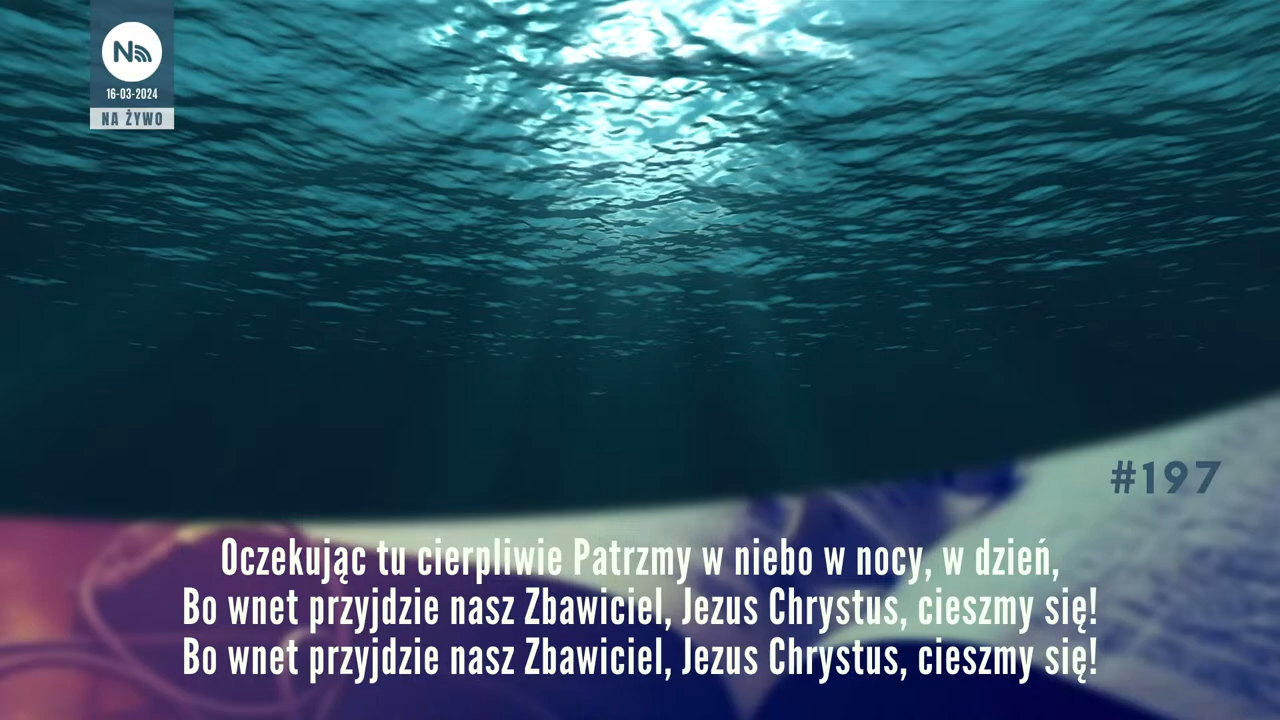 N
16-03-2024
NA ŻYWO
#197
Oczekując tu cierpliwie Patrzmy w niebo w nocy, w dzień,
Bo wnet przyjdzie nasz Zbawiciel, Jezus Chrystus, cieszmy się!
Bo wnet przyjdzie nasz Zbawiciel, Jezus Chrystus, cieszmy się!